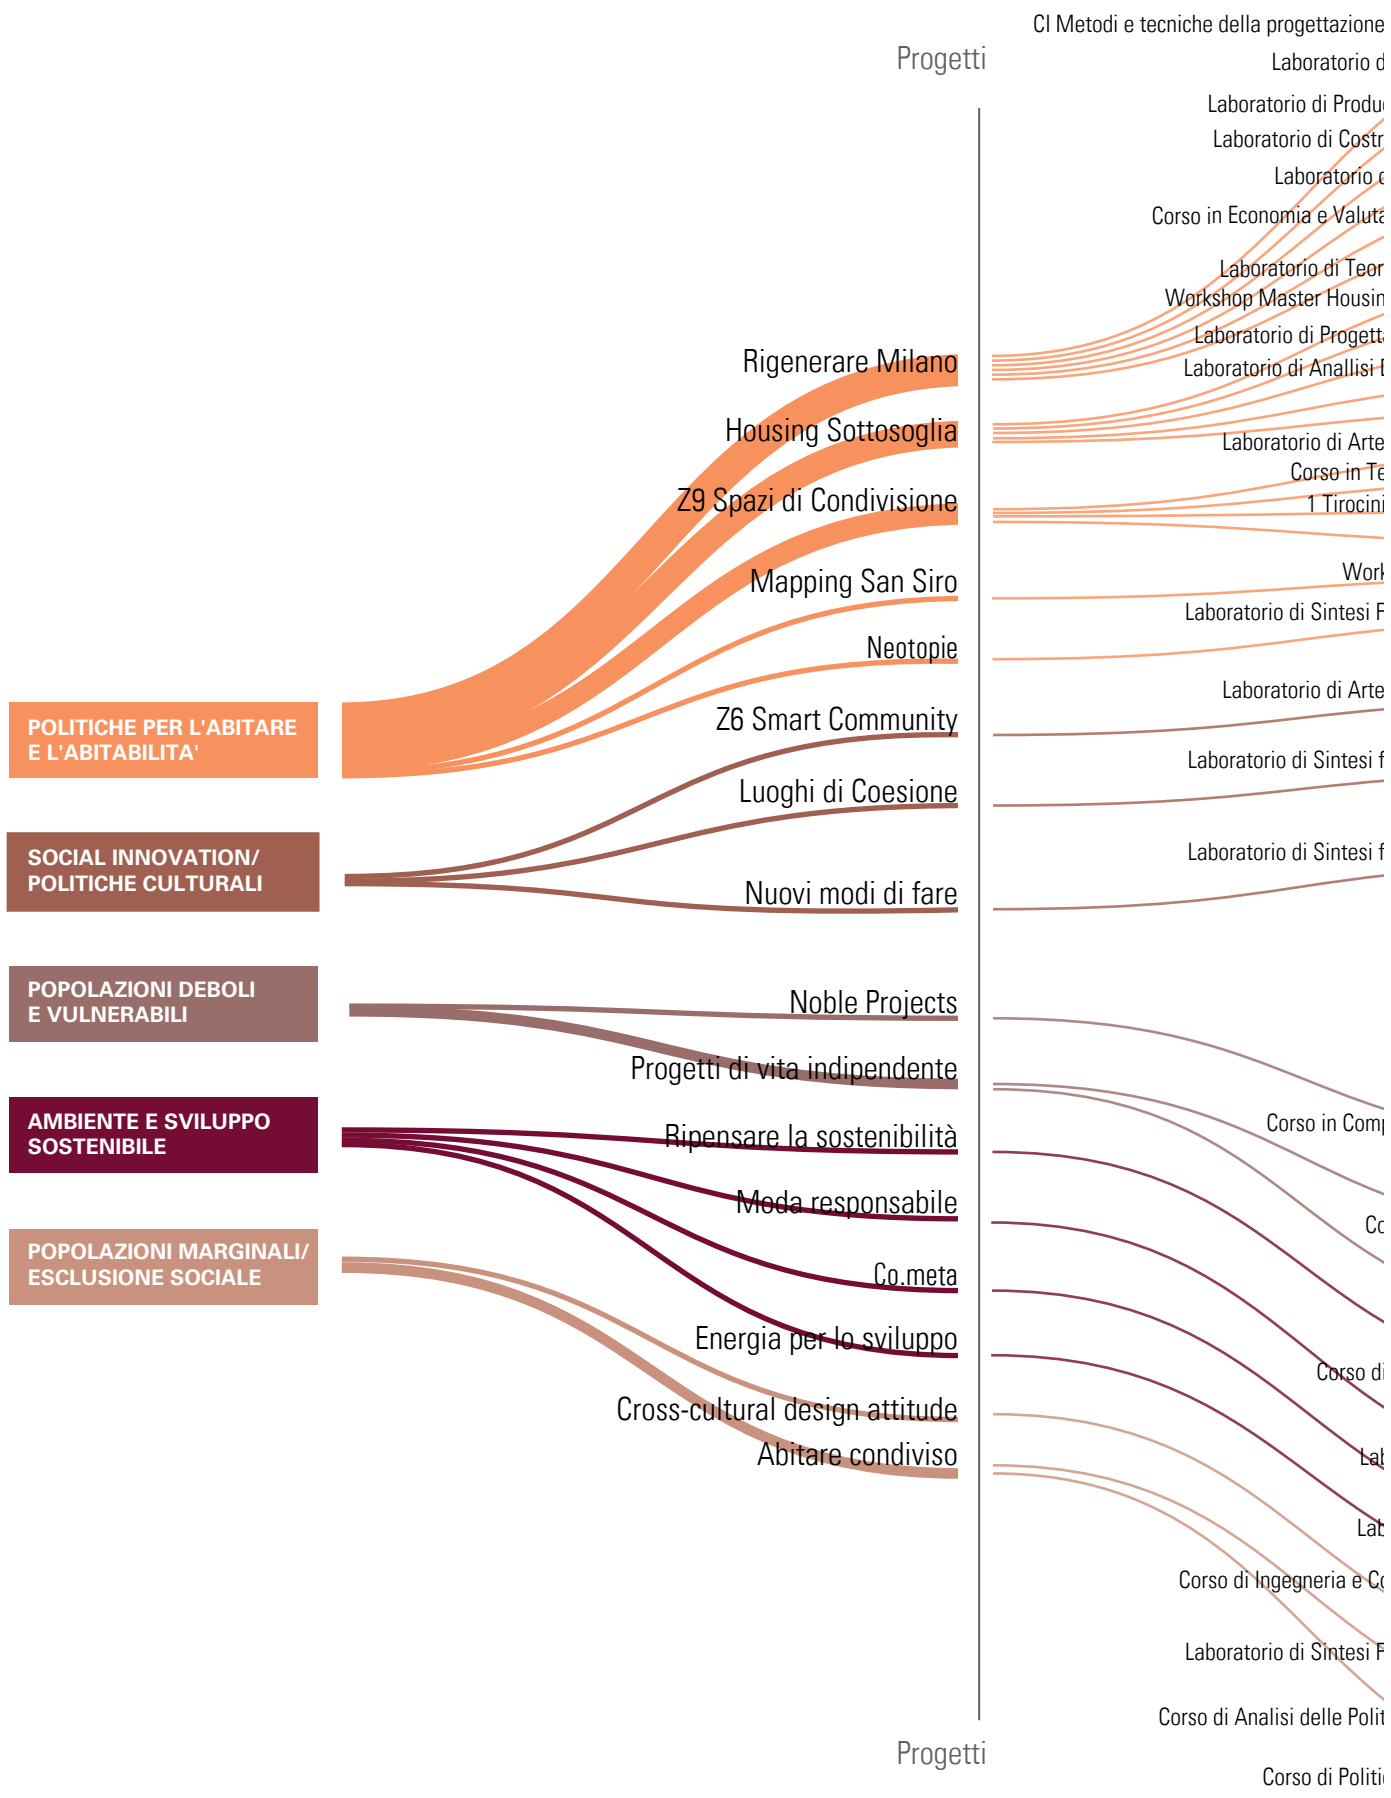 Progetti
POLITICHE PER L'ABITARE
E L'ABITABILITA'
SOCIAL INNOVATION/
POLITICHE CULTURALI
POPOLAZIONI DEBOLI
E VULNERABILI
AMBIENTE E SVILUPPO
SOSTENIBILE
POPOLAZIONI MARGINALI/
ESCLUSIONE SOCIALE
Rigenerare Milano
Housing Sottosoglia
Z9 Spazi di Condivisione
Mapping San Siro
Neotopie
Z6 Smart Community
Luoghi di Coesione
Nuovi modi di fare
Noble Projects
Progetti di vita indipendente
Ripensare la sostenibilità
Moda responsabile
Co.meta
Energia per lo sviluppo
Cross-cultural design attitude
Abitare condiviso
Progetti
CI Metodi e tecniche della progettazione
Laboratorio d
Laboratorio di Produ
Laboratorio di Costr
Laboratorio
Corso in Economia e Valuta
Laboratorio di Teor
Workshop Master Housin
Laboratorio di Progetta
Laboratorio di Anallisi
Laboratorio di Arte
Corso in Te
1 Tirocini
Work
Laboratorio di Sintesi F
Laboratorio di Arte
Laboratorio di Sintesi f
Laboratorio di Sintesi f
Corso in Comp
Co
Corso di
Lab
Lab
Corso di Ingegneria e Co
Laboratorio di Sintesi F
Corso di Analisi delle Polit
Corso di Politi